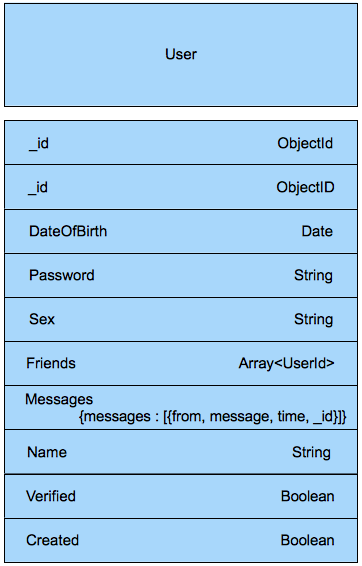 User
_id ObjectId
_id ObjectID
DateOfBirth Date
Password String
Sex String
Friends Array<UserId>
Messages
{messages : [{from, message, time, _id}]}
Name String
Verified Boolean
Created Boolean